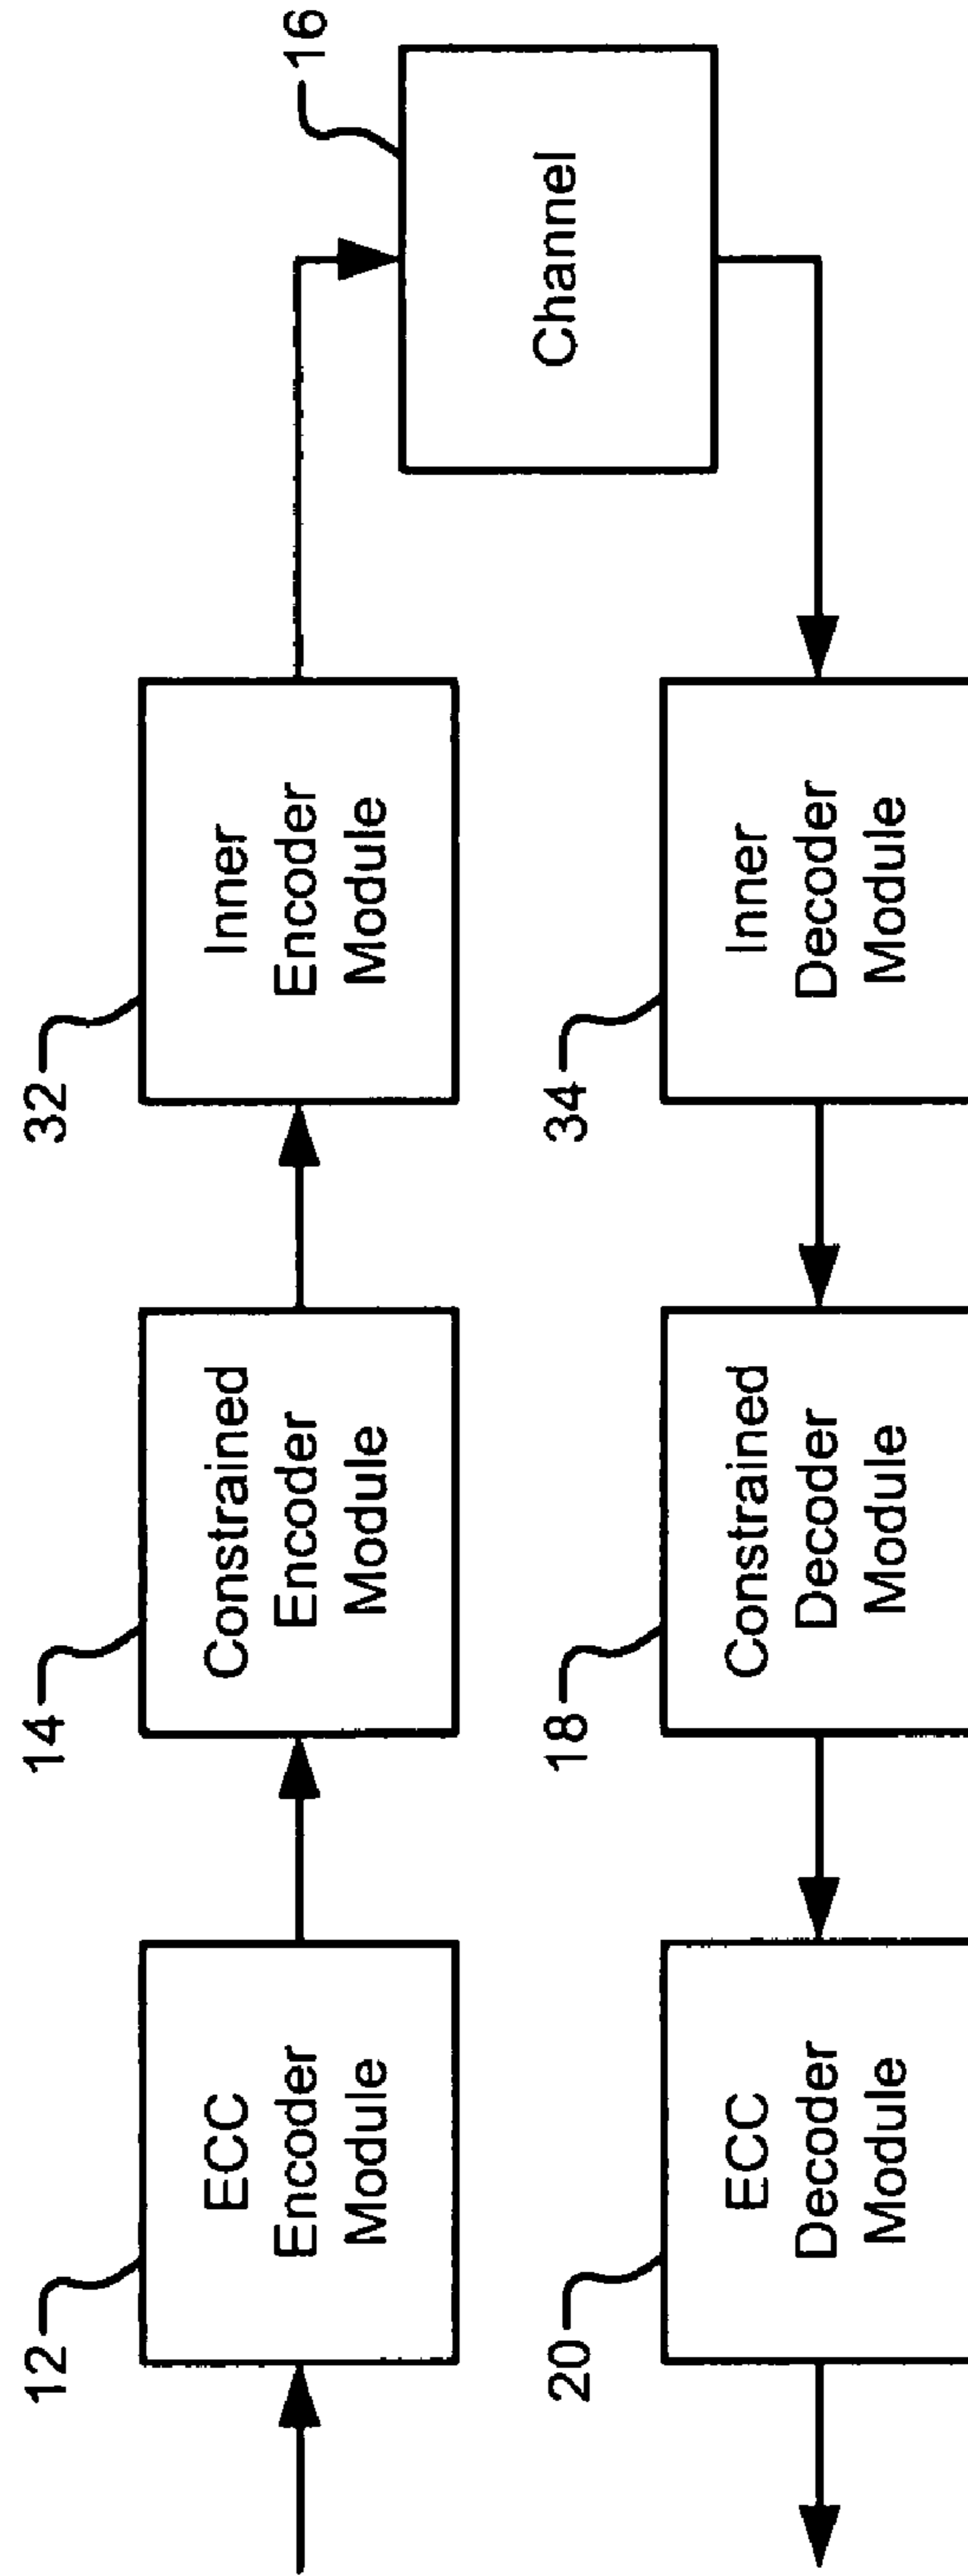 12
ECC
Encoder
Module
14
Constrained
Encoder
Module
32
Inner
Encoder
Module
16
Channel
20
ECC
Decoder
Module
18
Constrained
Decoder
Module
34
Inner
Decoder
Module